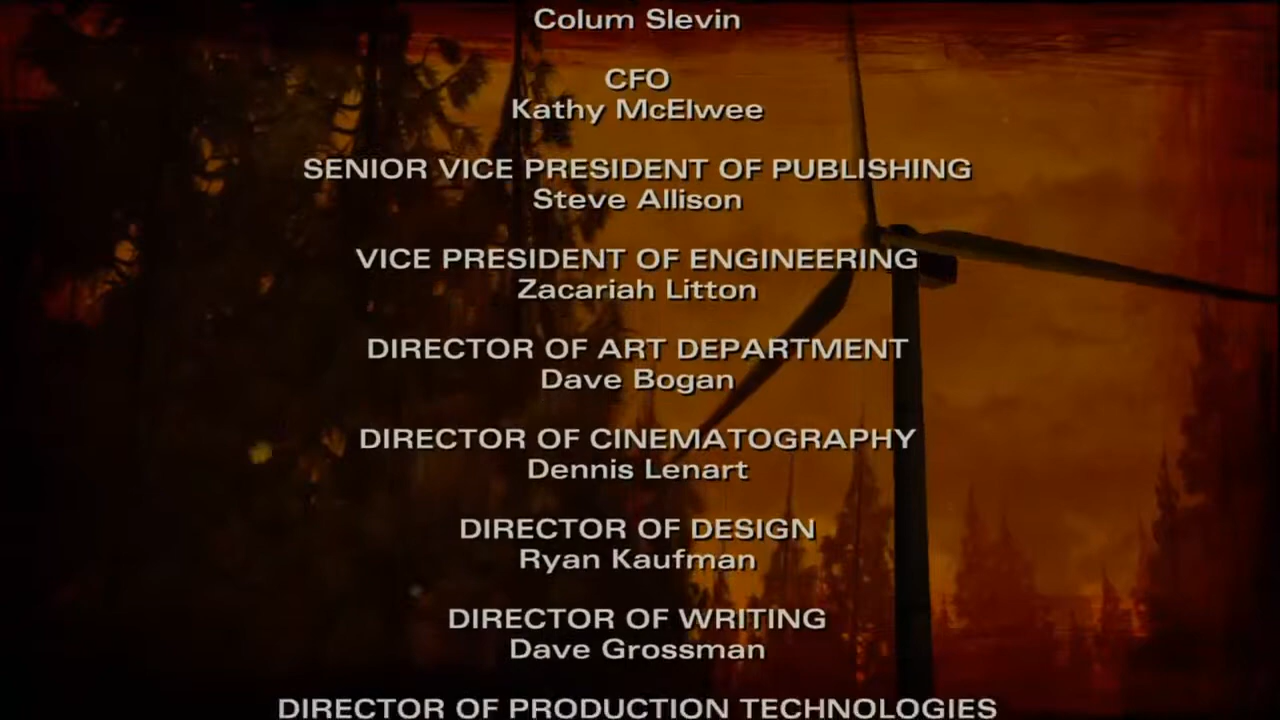 Colum Slevin
CFO
Kathy McElwee
SENIOR VICE PRESIDENT OF PUBLISHING
Steve Allison
VICE PRESIDENT OF ENGINEERING
Zacariah Litton
DIRECTOR OF ART DEPARTMENT
Dave Bogan
DIRECTOR OF CINEMATOGRAPHY
Dennis Lenart
DIRECTOR OF DESIGN
Ryan Kaufman
DIRECTOR OF WRITING
Dave Grossman
DIRECTOR OF PRODUCTION TECHNOLOGIES